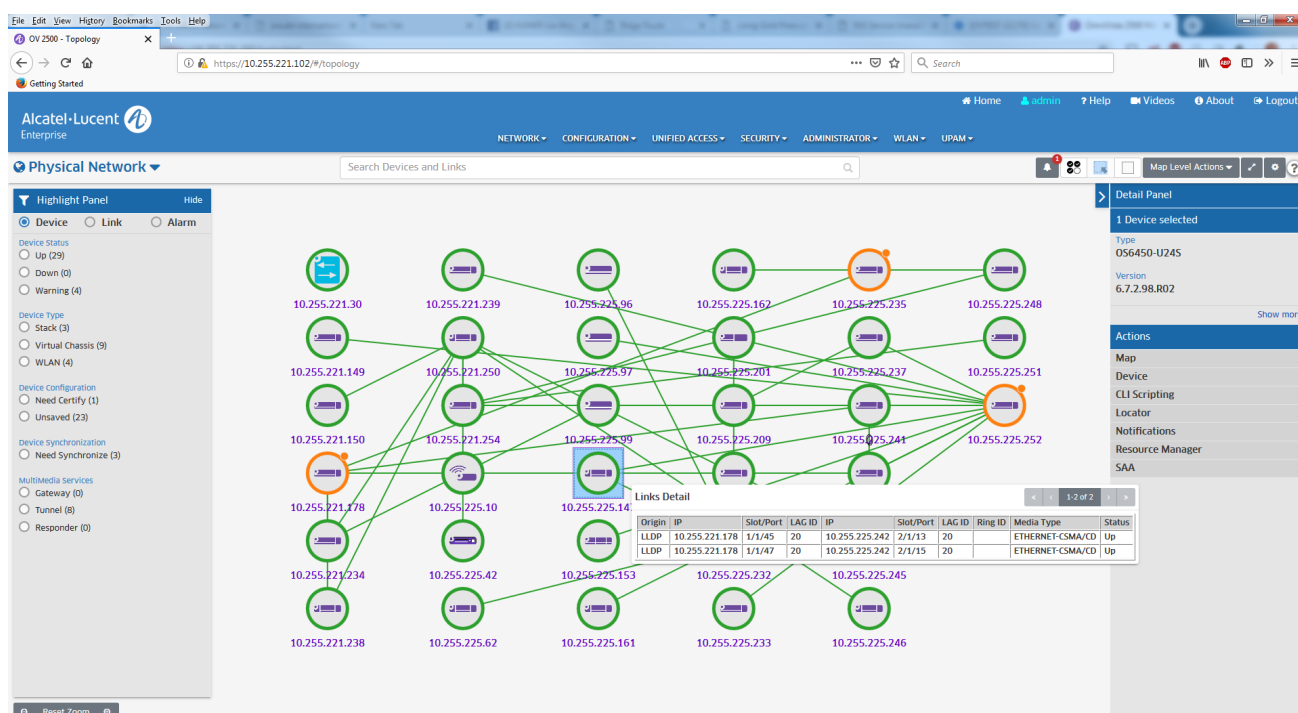 File Edit View History Bookmarks Tools Help
OV 2500 - Topology
https://10.255.221.102/#/topology
Search
Getting Started
Home admin ? Help Videos About Logout
Alcatel·Lucent
Enterprise
NETWORK CONFIGURATION UNIFIED ACCESS SECURITY ADMINISTRATOR WLAN UPAM
Physical Network
Search Devices and Links
1
Map Level Actions
?
Highlight Panel Hide
Device Link Alarm
Device Status
Up (29)
Down (0)
Warning (4)
Device Type
Stack (3)
Virtual Chassis (9)
WLAN (4)
Device Configuration
Need Certify (1)
Unsaved (23)
Device Synchronization
Need Synchronize (3)
MultiMedia Services
Gateway (0)
Tunnel (8)
Responder (0)
Reset Zoom
10.255.221.30 10.255.221.239 10.255.225.96 10.255.225.162 10.255.225.235 10.255.225.248
10.255.221.149 10.255.221.250 10.255.225.97 10.255.225.201 10.255.225.237 10.255.225.251
10.255.221.150 10.255.221.254 10.255.225.99 10.255.225.209 10.255.225.241 10.255.225.252
10.255.221.178 10.255.225.10 10.255.225.14
Links Detail 1-2 of 2
Origin IP Slot/Port LAG ID IP Slot/Port LAG ID Ring ID Media Type Status
LLDP 10.255.221.178 1/1/45 20 10.255.225.242 2/1/13 20 ETHERNET-CSMA/CD Up
LLDP 10.255.221.178 1/1/47 20 10.255.225.242 2/1/15 20 ETHERNET-CSMA/CD Up
10.255.221.234 10.255.225.42 10.255.225.153 10.255.225.232 10.255.225.245
10.255.221.238 10.255.225.62 10.255.225.161 10.255.225.233 10.255.225.246
Detail Panel
1 Device selected
Type
OS6450-U24S
Version
6.7.2.98.R02
Show mor
Actions
Map
Device
CLI Scripting
Locator
Notifications
Resource Manager
SAA